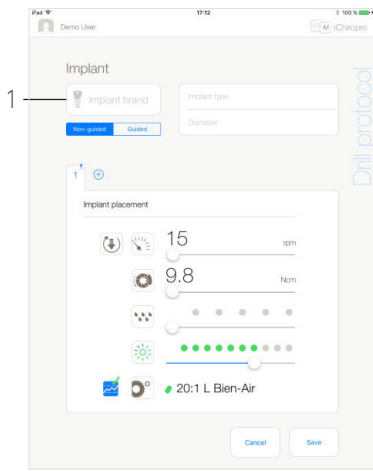 iPad 17:12 100 %
Demo User
M iChiropro
Implant
1
Implant brand
Implant type
Diameter
Non-guided Guided
Drill protocol
1
Implant placement
15 rpm
9.8 Ncm
20:1 L Bien-Air
Cancel Save